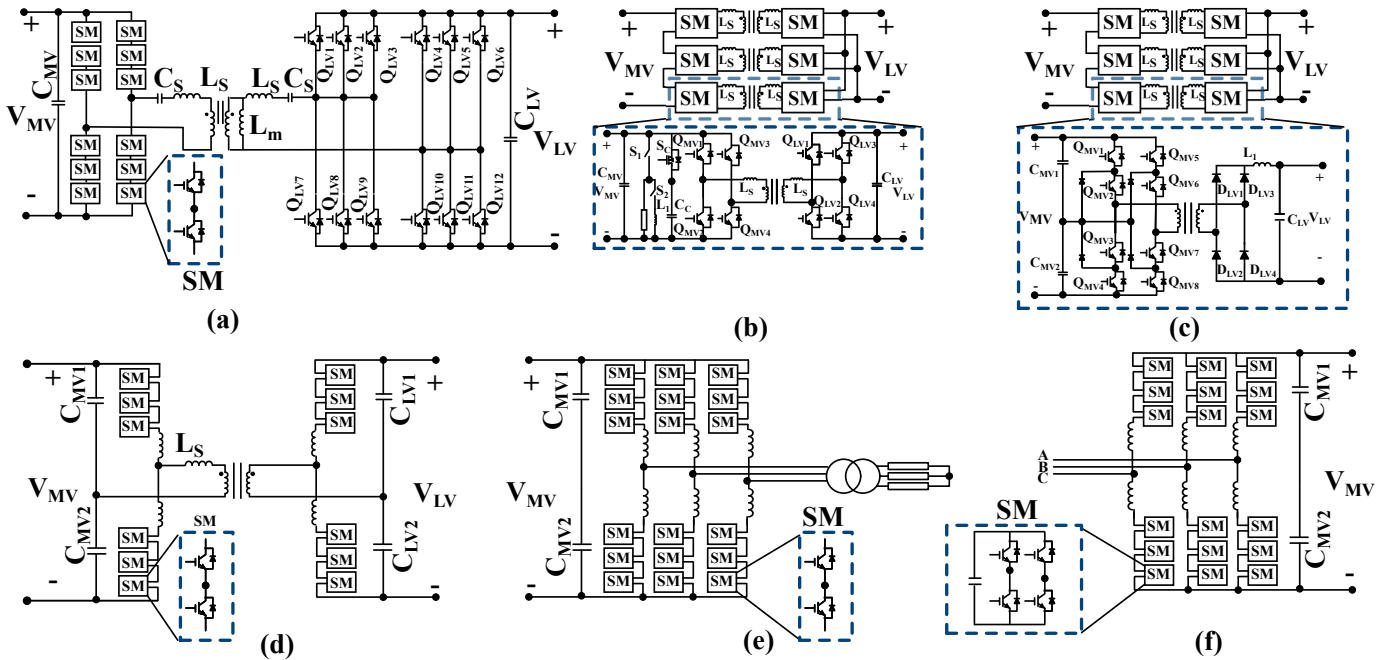 +
SM SM
SM SM
SM SM
C_MV
V_MV
C_S L_S L_S C_S
L_m
SM SM
SM SM
SM SM
-
SM
Q_LV1 Q_LV2 Q_LV3 Q_LV4 Q_LV5 Q_LV6
Q_LV7 Q_LV8 Q_LV9 Q_LV10 Q_LV11 Q_LV12
+
C_LV
V_LV
-
(a)
+ SM L_S L_S SM +
V_MV SM L_S L_S SM V_LV
- SM L_S L_S SM -
+ S_1 S_C Q_MV1 Q_MV3 Q_LV1 Q_LV3 +
C_MV
V_MV
S_2
L_1 C_C
L_S L_S
C_LV
V_LV
Q_MV2 Q_MV4 Q_LV2 Q_LV4
- -
(b)
+ SM L_S L_S SM +
V_MV SM L_S L_S SM V_LV
- SM L_S L_S SM -
+
C_MV1
Q_MV1 Q_MV5
Q_MV2 Q_MV6
V_MV
Q_MV3 Q_MV7
C_MV2
Q_MV4 Q_MV8
-
L_1
D_LV1 D_LV3
D_LV2 D_LV4
+
C_LV V_LV
-
(c)
+
C_MV1
SM
SM
SM
L_S
V_MV
C_MV2
SM
SM
SM
-
SM
SM
SM
SM
C_LV1
+
V_LV
SM
SM
SM
C_LV2
-
(d)
+
C_MV1
SM SM SM
SM SM SM
SM SM SM
V_MV
C_MV2
SM SM SM
SM SM SM
SM SM SM
-
SM
(e)
SM SM SM
SM SM SM
SM SM SM
C_MV1
+
A
B
C
V_MV
SM
SM SM SM
SM SM SM
SM SM SM
C_MV2
-
(f)